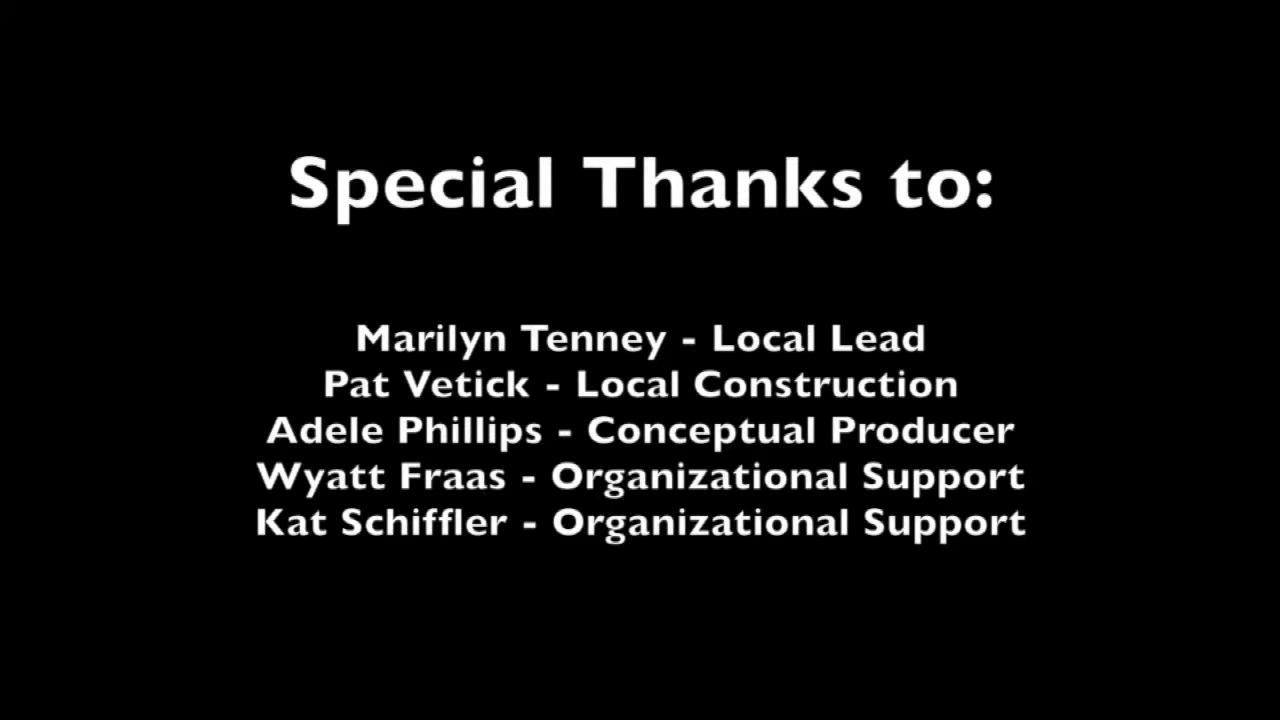 Special Thanks to:
Marilyn Tenney - Local Lead
Pat Vetick - Local Construction
Adele Phillips - Conceptual Producer
Wyatt Fraas - Organizational Support
Kat Schiffler - Organizational Support